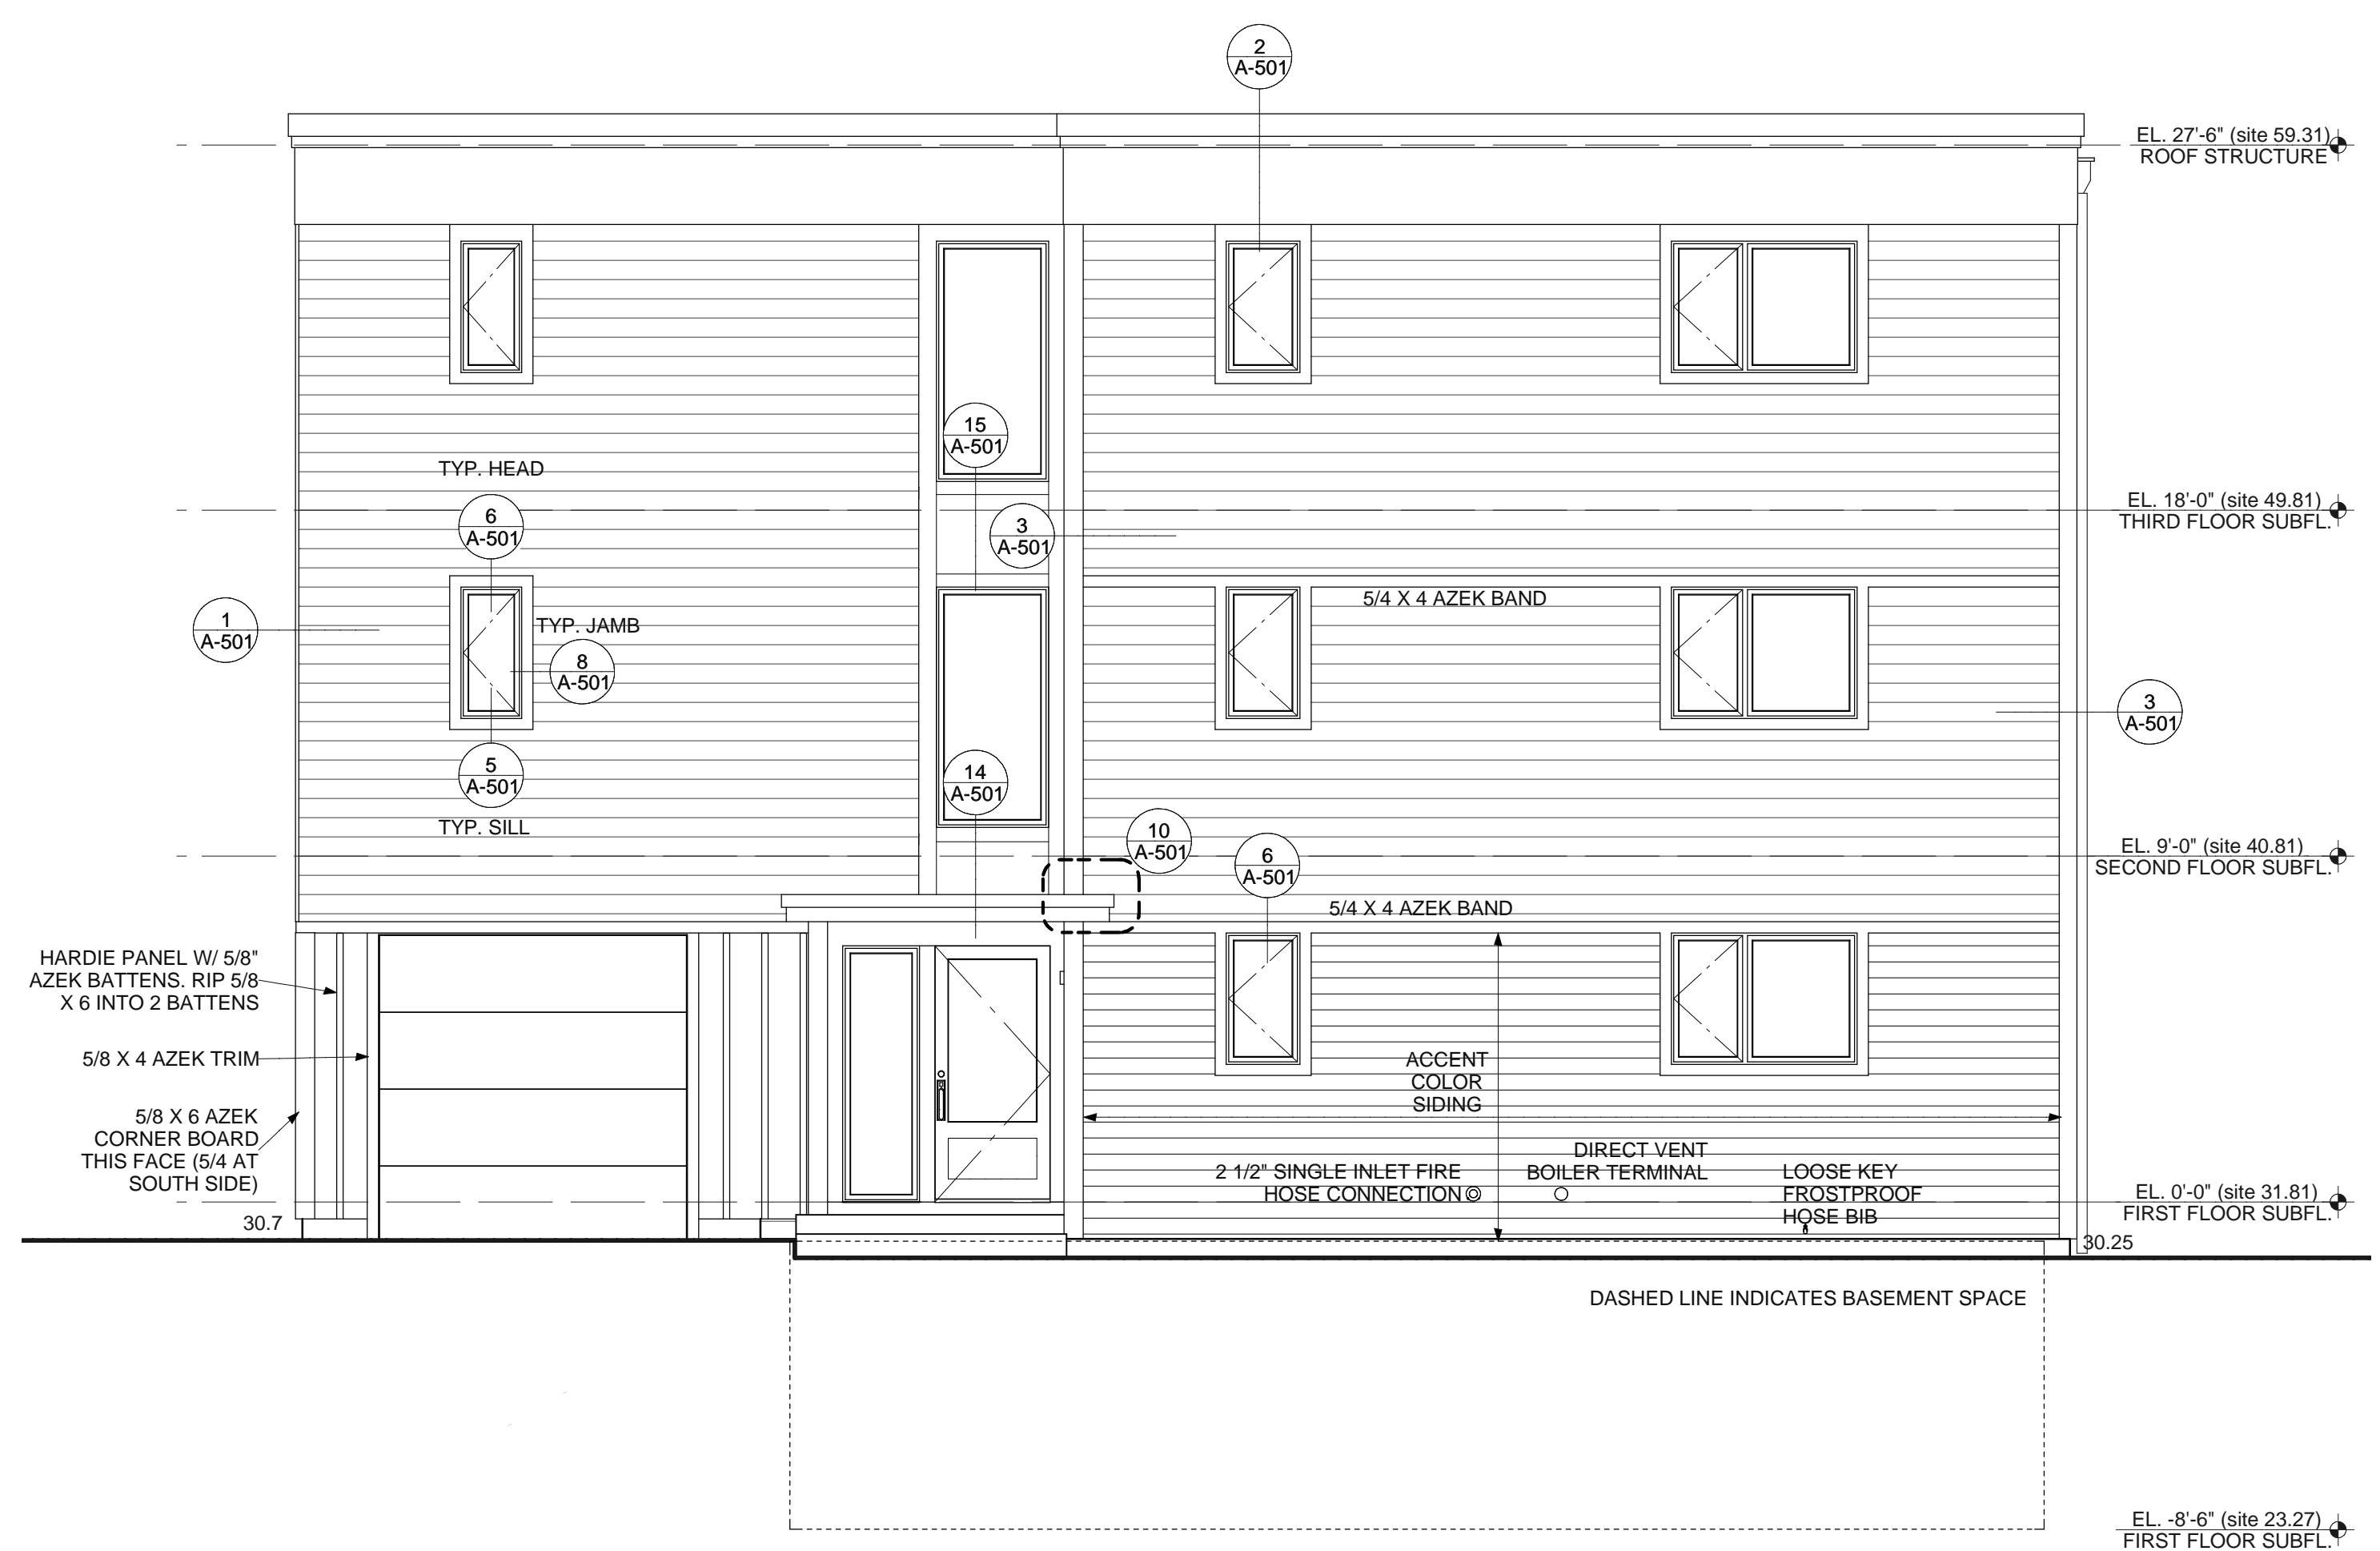 2
A-501
EL. 27'-6" (site 59.31)
ROOF STRUCTURE
15
A-501
TYP. HEAD
6
A-501
3
A-501
EL. 18'-0" (site 49.81)
THIRD FLOOR SUBFL.
5/4 X 4 AZEK BAND
1
A-501
TYP. JAMB
8
A-501
3
A-501
5
A-501
14
A-501
TYP. SILL
10
A-501
6
A-501
EL. 9'-0" (site 40.81)
SECOND FLOOR SUBFL.
5/4 X 4 AZEK BAND
HARDIE PANEL W/ 5/8"
AZEK BATTENS. RIP 5/8
X 6 INTO 2 BATTENS
5/8 X 4 AZEK TRIM
ACCENT
COLOR
SIDING
5/8 X 6 AZEK
CORNER BOARD
THIS FACE (5/4 AT
SOUTH SIDE)
2 1/2" SINGLE INLET FIRE
HOSE CONNECTION
DIRECT VENT
BOILER TERMINAL
LOOSE KEY
FROSTPROOF
HOSE BIB
EL. 0'-0" (site 31.81)
FIRST FLOOR SUBFL.
30.7
30.25
DASHED LINE INDICATES BASEMENT SPACE
EL. -8'-6" (site 23.27)
FIRST FLOOR SUBFL.